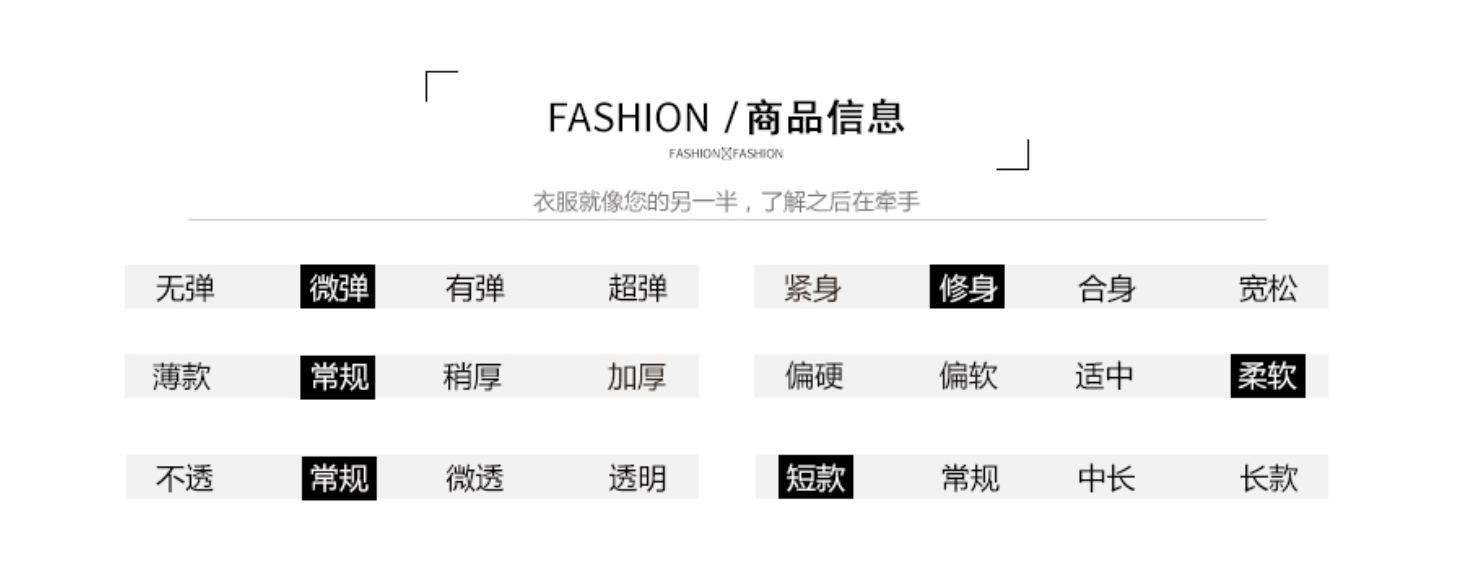 FASHION /商品信息
FASHION☒FASHION
衣服就像您的另一半，了解之后在牵手
无弹 微弹 有弹 超弹 紧身 修身 合身 宽松
薄款 常规 稍厚 加厚 偏硬 偏软 适中 柔软
不透 常规 微透 透明 短款 常规 中长 长款